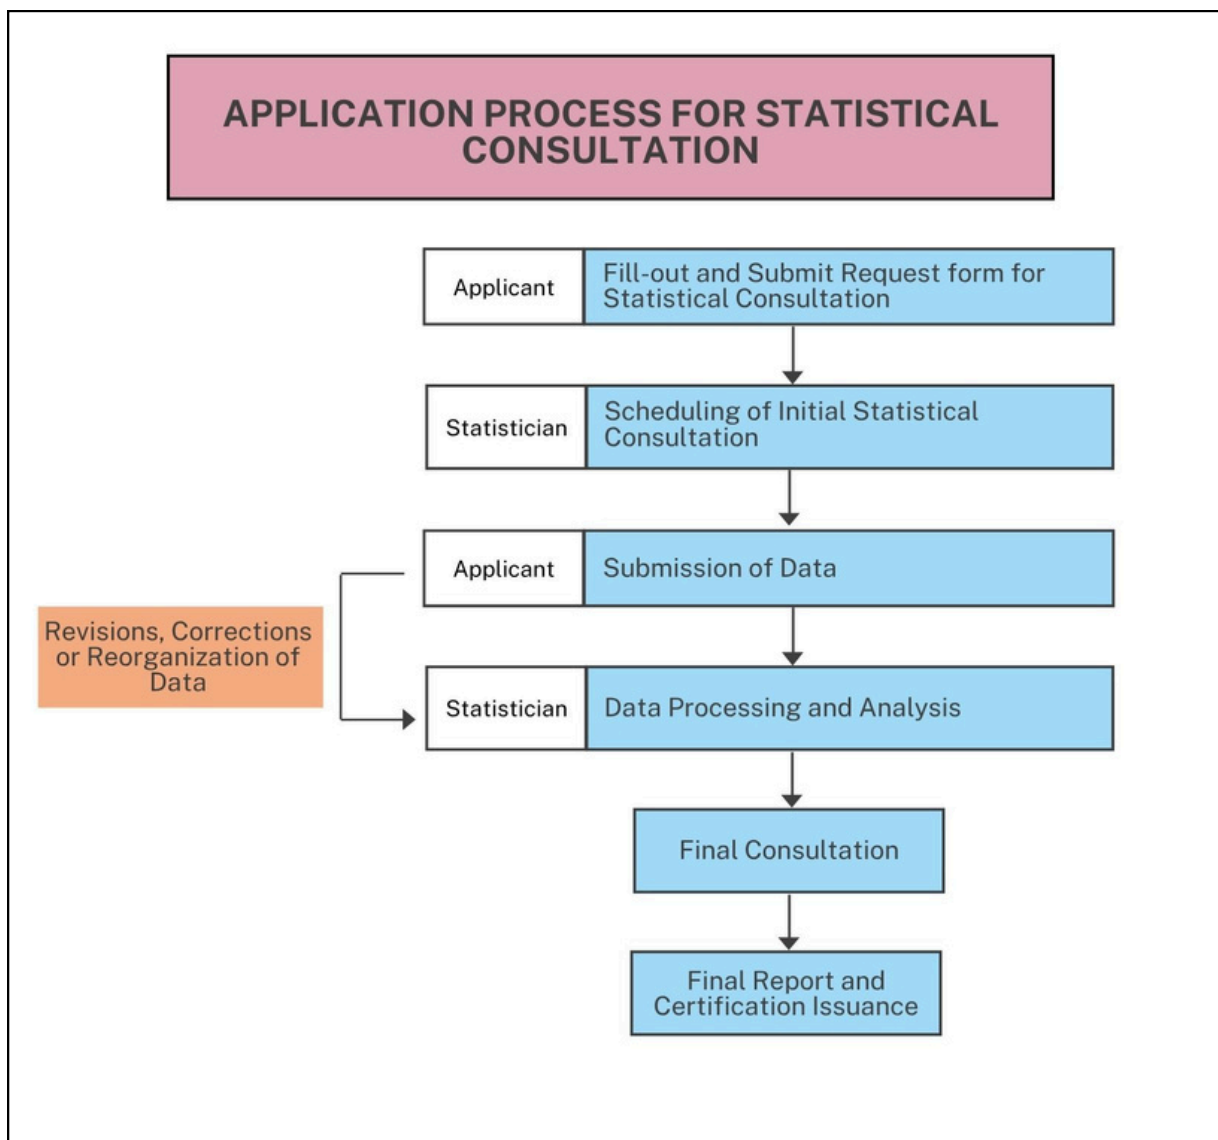 APPLICATION PROCESS FOR STATISTICAL
CONSULTATION
Applicant
Fill-out and Submit Request form for
Statistical Consultation
Statistician
Scheduling of Initial Statistical
Consultation
Applicant
Submission of Data
Revisions, Corrections
or Reorganization of
Data
Statistician
Data Processing and Analysis
Final Consultation
Final Report and
Certification Issuance